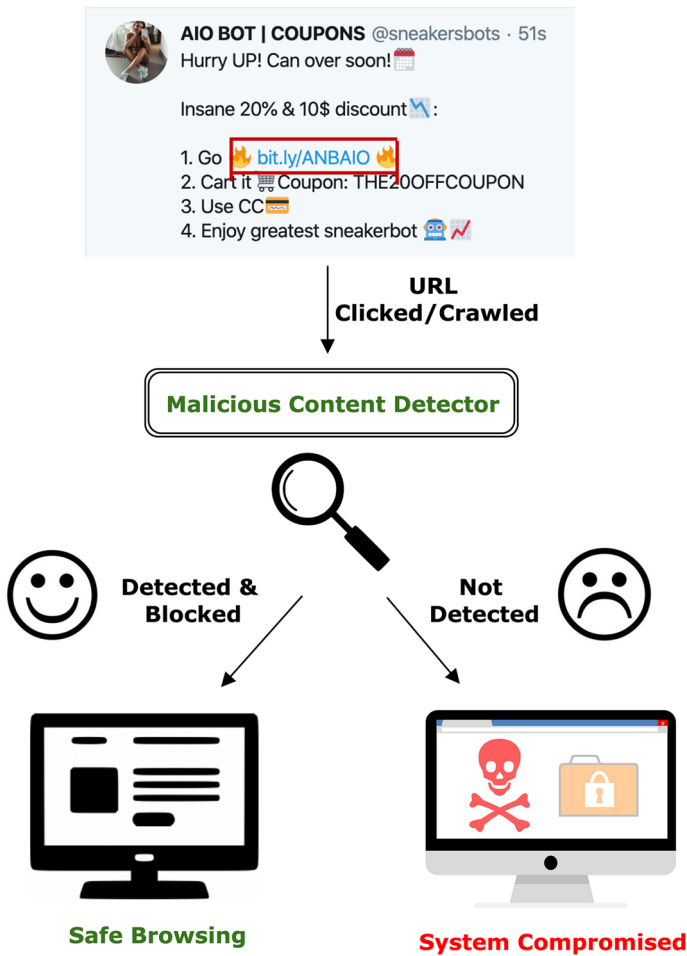 AIO BOT | COUPONS @sneakersbots · 51s
Hurry UP! Can over soon!🗓️
Insane 20% & 10$ discount📉:
1. Go 🔥 bit.ly/ANBAIO 🔥
2. Cart it 🛒Coupon: THE20OFFCOUPON
3. Use CC💳
4. Enjoy greatest sneakerbot 🤖📈
URL
Clicked/Crawled
Malicious Content Detector
Detected &
Blocked
Not
Detected
x
Safe Browsing
System Compromised